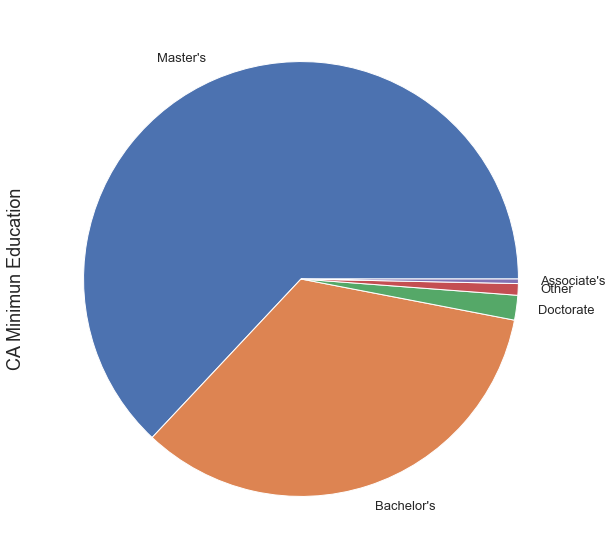 Master's
CA Minimun Education
Associate's
Other
Doctorate
Bachelor's